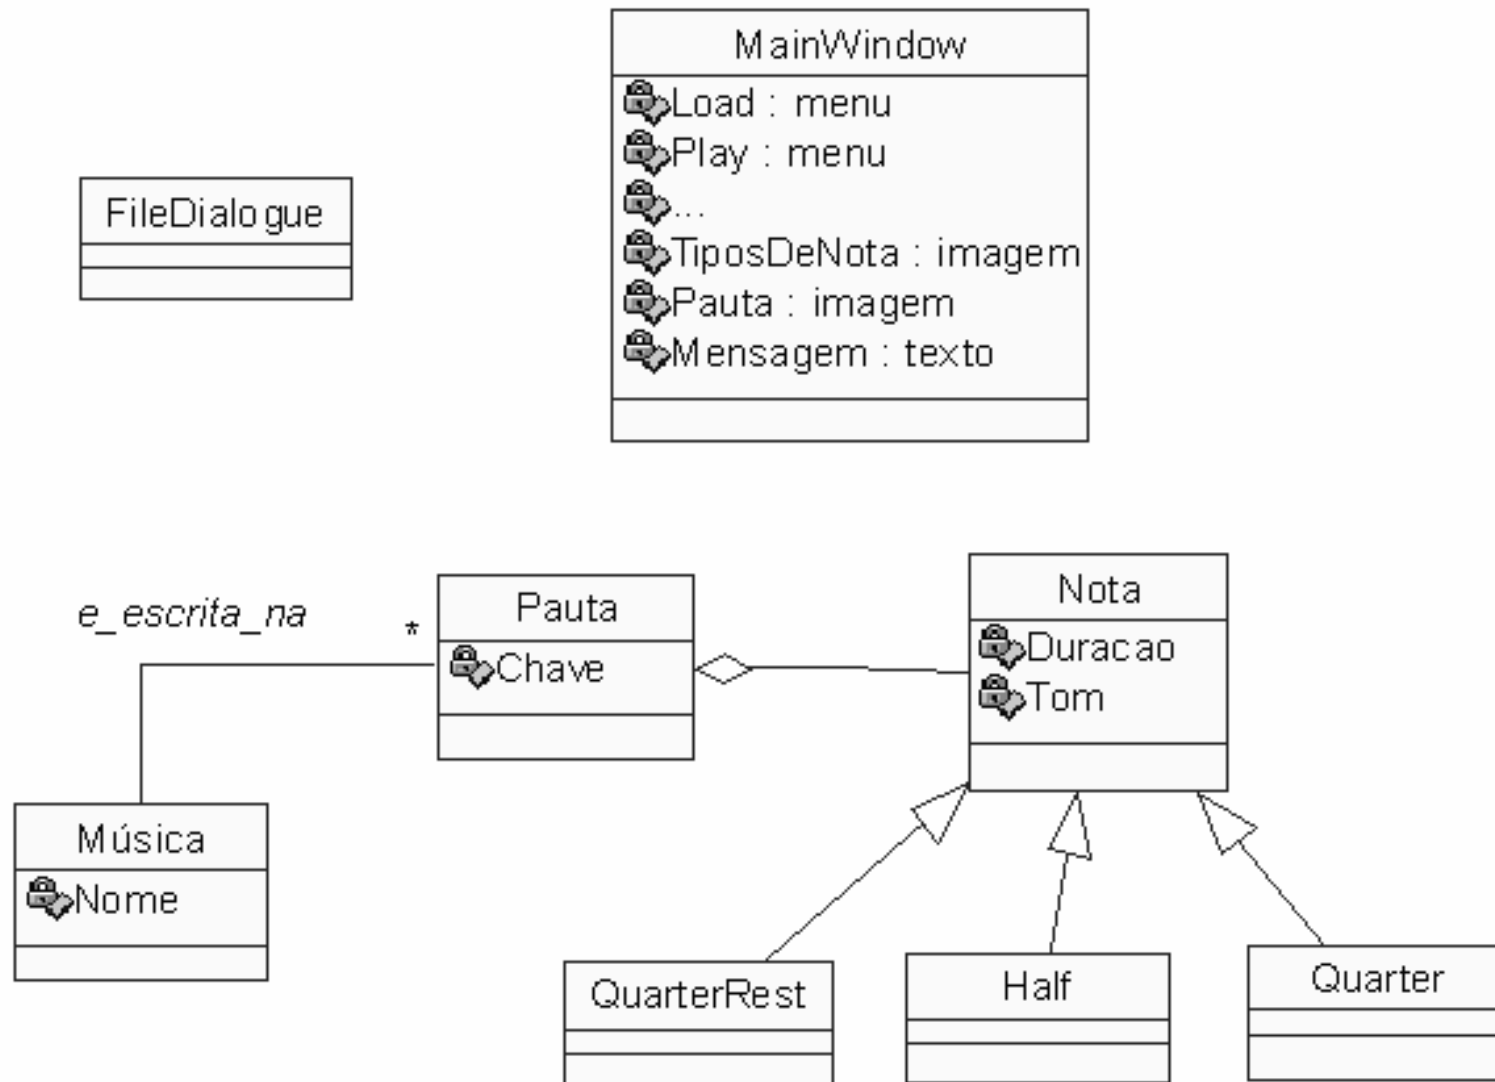 MainWindow
Load : menu
Play : menu
...
TiposDeNota : imagem
Pauta : imagem
Mensagem : texto
FileDialogue
e_escrita_na
*
Pauta
Chave
Nota
Duracao
Tom
Música
Nome
QuarterRest
Half
Quarter